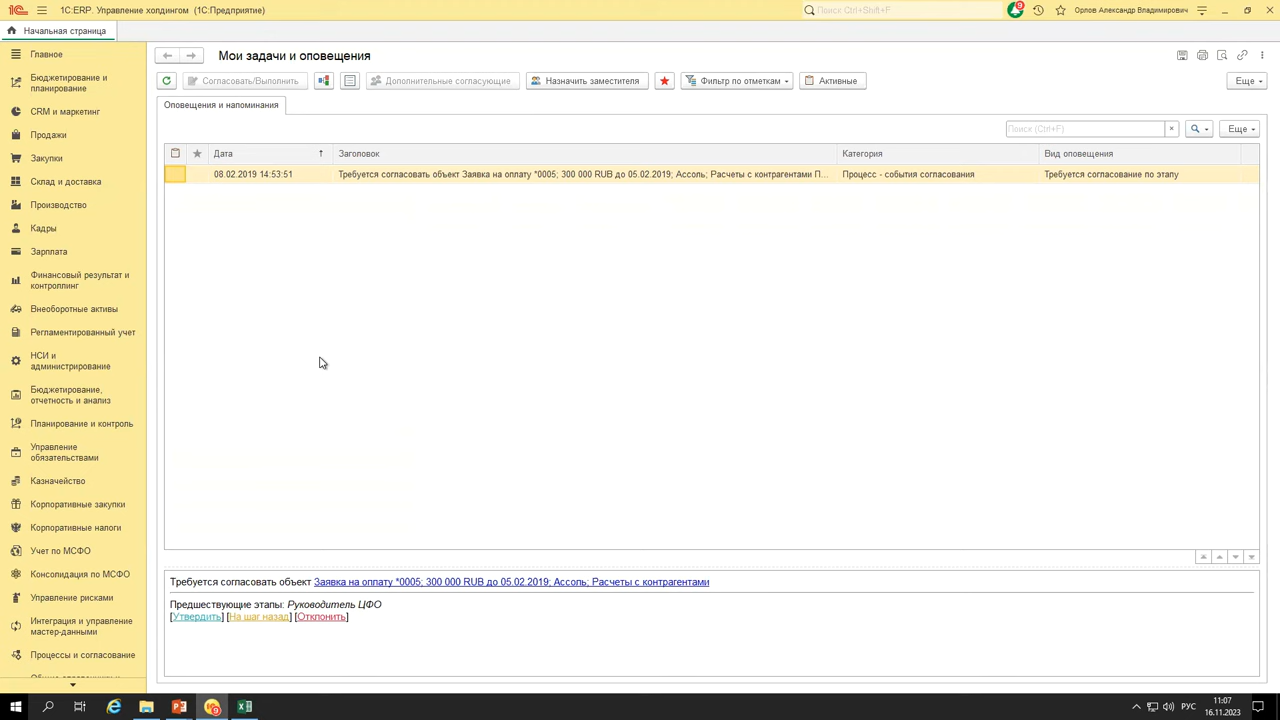 1С:ERP. Управление холдингом (1С:Предприятие)
Поиск Ctrl+Shift+F
9
Орлов Александр Владимирович
Начальная страница
Мои задачи и оповещения
Согласовать/Выполнить
Дополнительные согласующие
Назначить заместителя
Фильтр по отметкам
Активные
Еще
Оповещения и напоминания
Поиск (Ctrl+F)
Еще
Дата
Заголовок
Категория
Вид оповещения
08.02.2019 14:53:51
Требуется согласовать объект Заявка на оплату *0005; 300 000 RUB до 05.02.2019; Ассоль; Расчеты с контрагентами П...
Процесс - события согласования
Требуется согласование по этапу
Главное
Бюджетирование и
планирование
CRM и маркетинг
Продажи
Закупки
Склад и доставка
Производство
Кадры
Зарплата
Финансовый результат и
контроллинг
Внеоборотные активы
Регламентированный учет
НСИ и
администрирование
Бюджетирование,
отчетность и анализ
Планирование и контроль
Управление
обязательствами
Казначейство
Корпоративные закупки
Корпоративные налоги
Учет по МСФО
Консолидация по МСФО
Управление рисками
Интеграция и управление
мастер-данными
Процессы и согласование
Требуется согласовать объект Заявка на оплату *0005; 300 000 RUB до 05.02.2019; Ассоль; Расчеты с контрагентами
Предшествующие этапы: Руководитель ЦФО
[Утвердить] [На шаг назад] [Отклонить]
9
РУС
11:07
16.11.2023